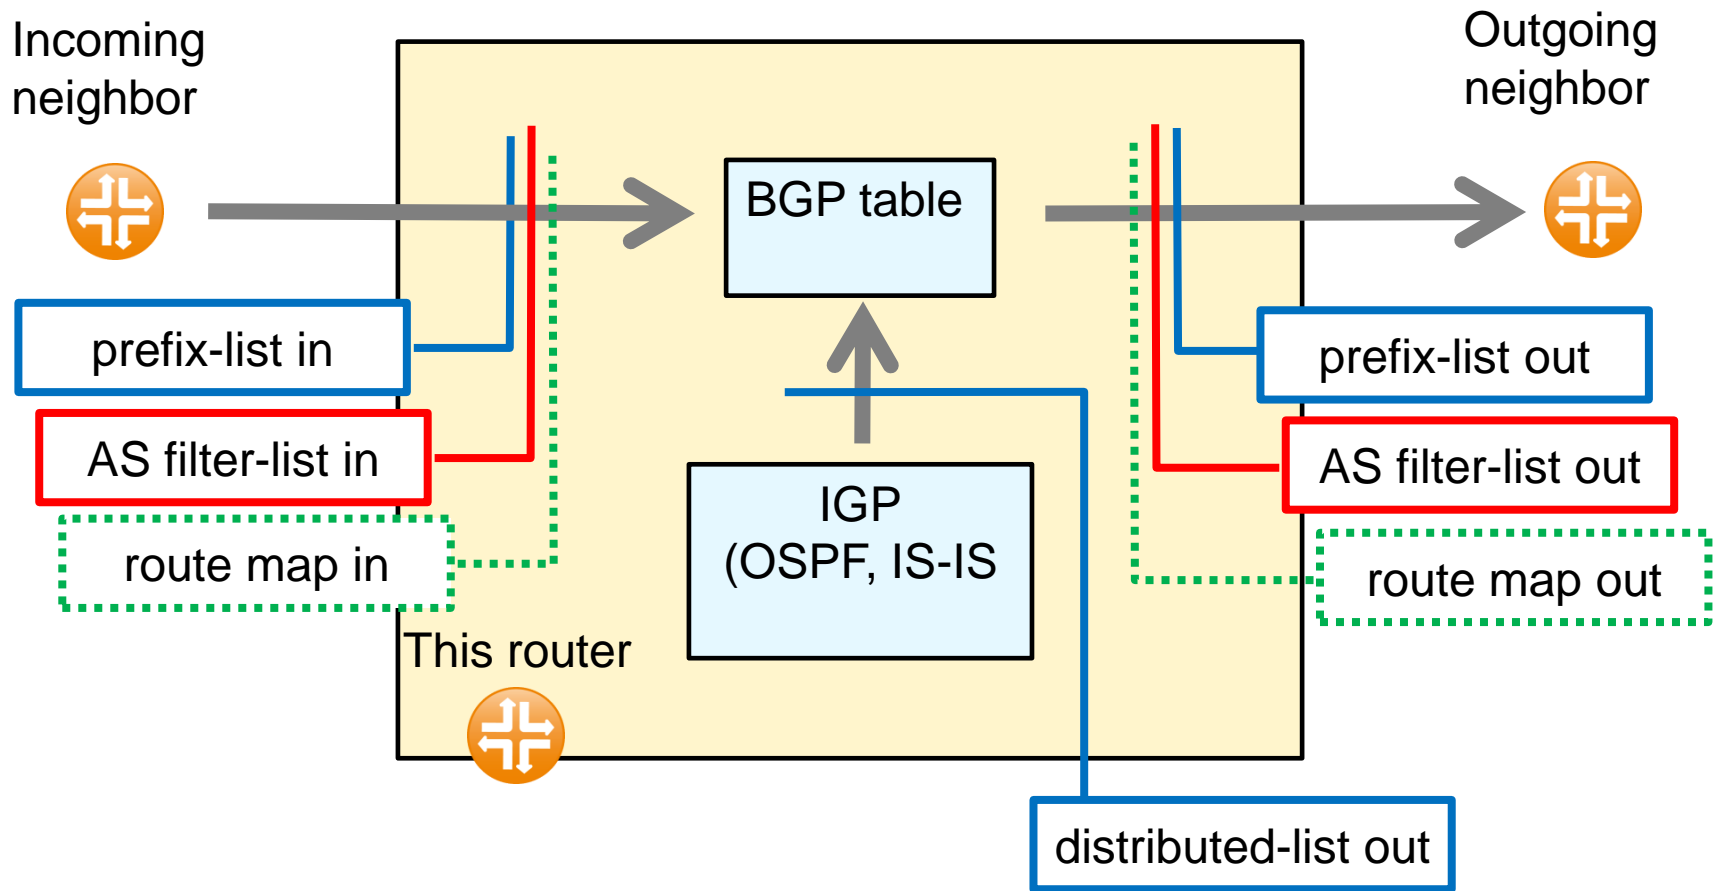 Incoming
neighbor
Outgoing
neighbor
BGP table
prefix-list in
prefix-list out
AS filter-list in
AS filter-list out
IGP
(OSPF, IS-IS
route map in
route map out
This router
distributed-list out